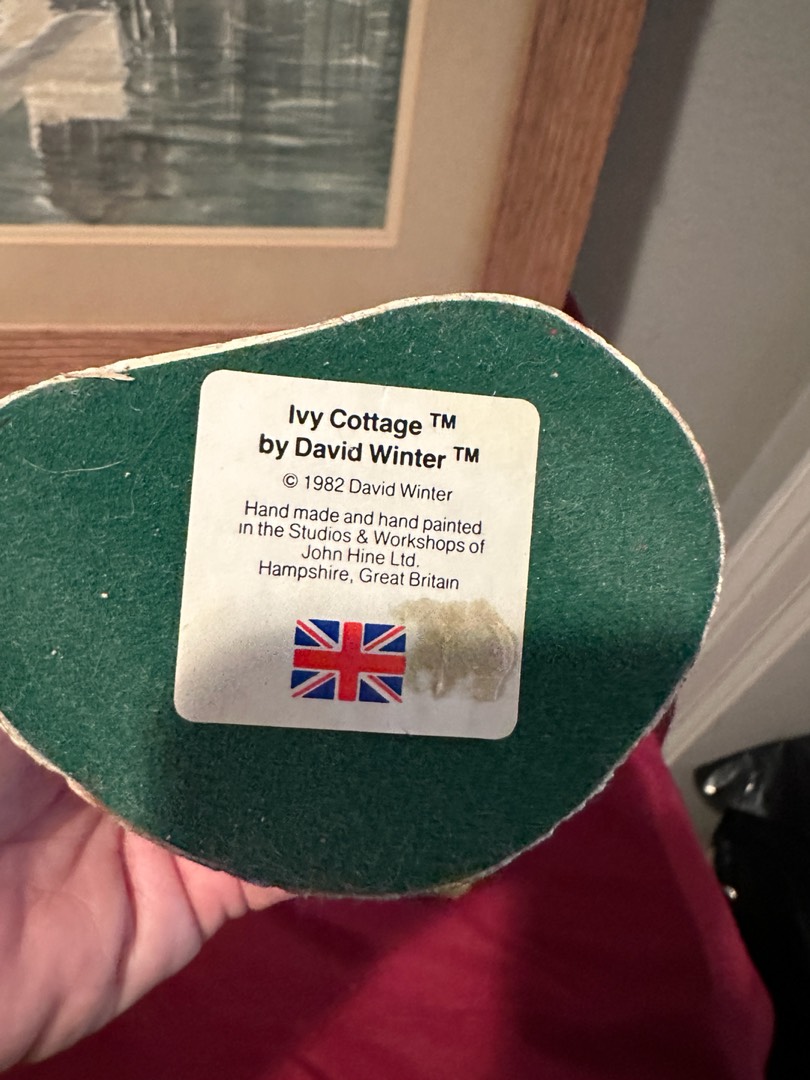 Ivy Cottage ™
by David Winter ™
© 1982 David Winter
Hand made and hand painted
in the Studios & Workshops of
John Hine Ltd.
Hampshire, Great Britain